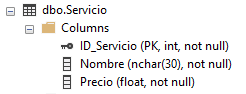 dbo.Servicio
Columns
ID_Servicio (PK, int, not null)
Nombre (nchar(30), not null)
Precio (float, not null)